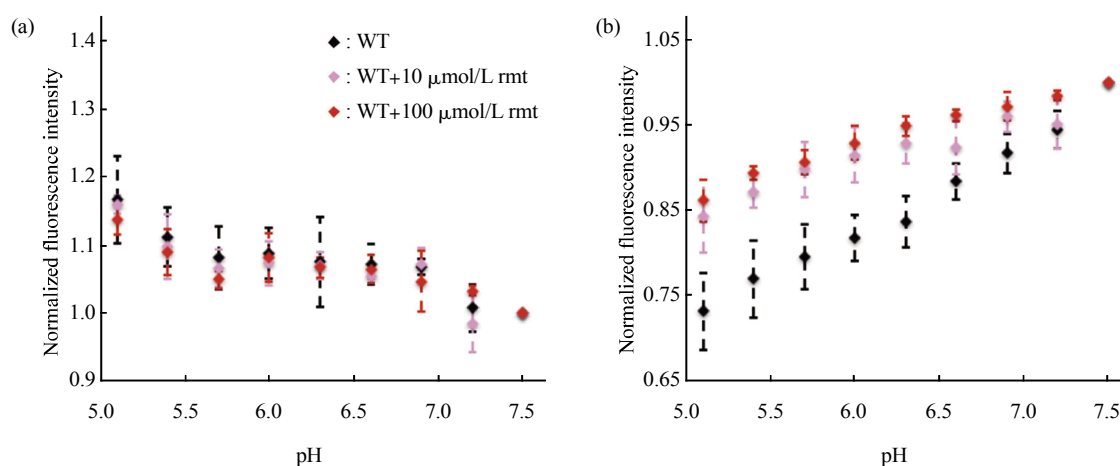 (a)
1.4
1.3
1.2
1.1
1.0
0.9
Normalized fluorescence intensity
: WT
: WT+10 μmol/L rmt
: WT+100 μmol/L rmt
5.0 5.5 6.0 6.5 7.0 7.5
pH
(b)
1.05
0.95
0.85
0.75
0.65
Normalized fluorescence intensity
5.0 5.5 6.0 6.5 7.0 7.5
pH